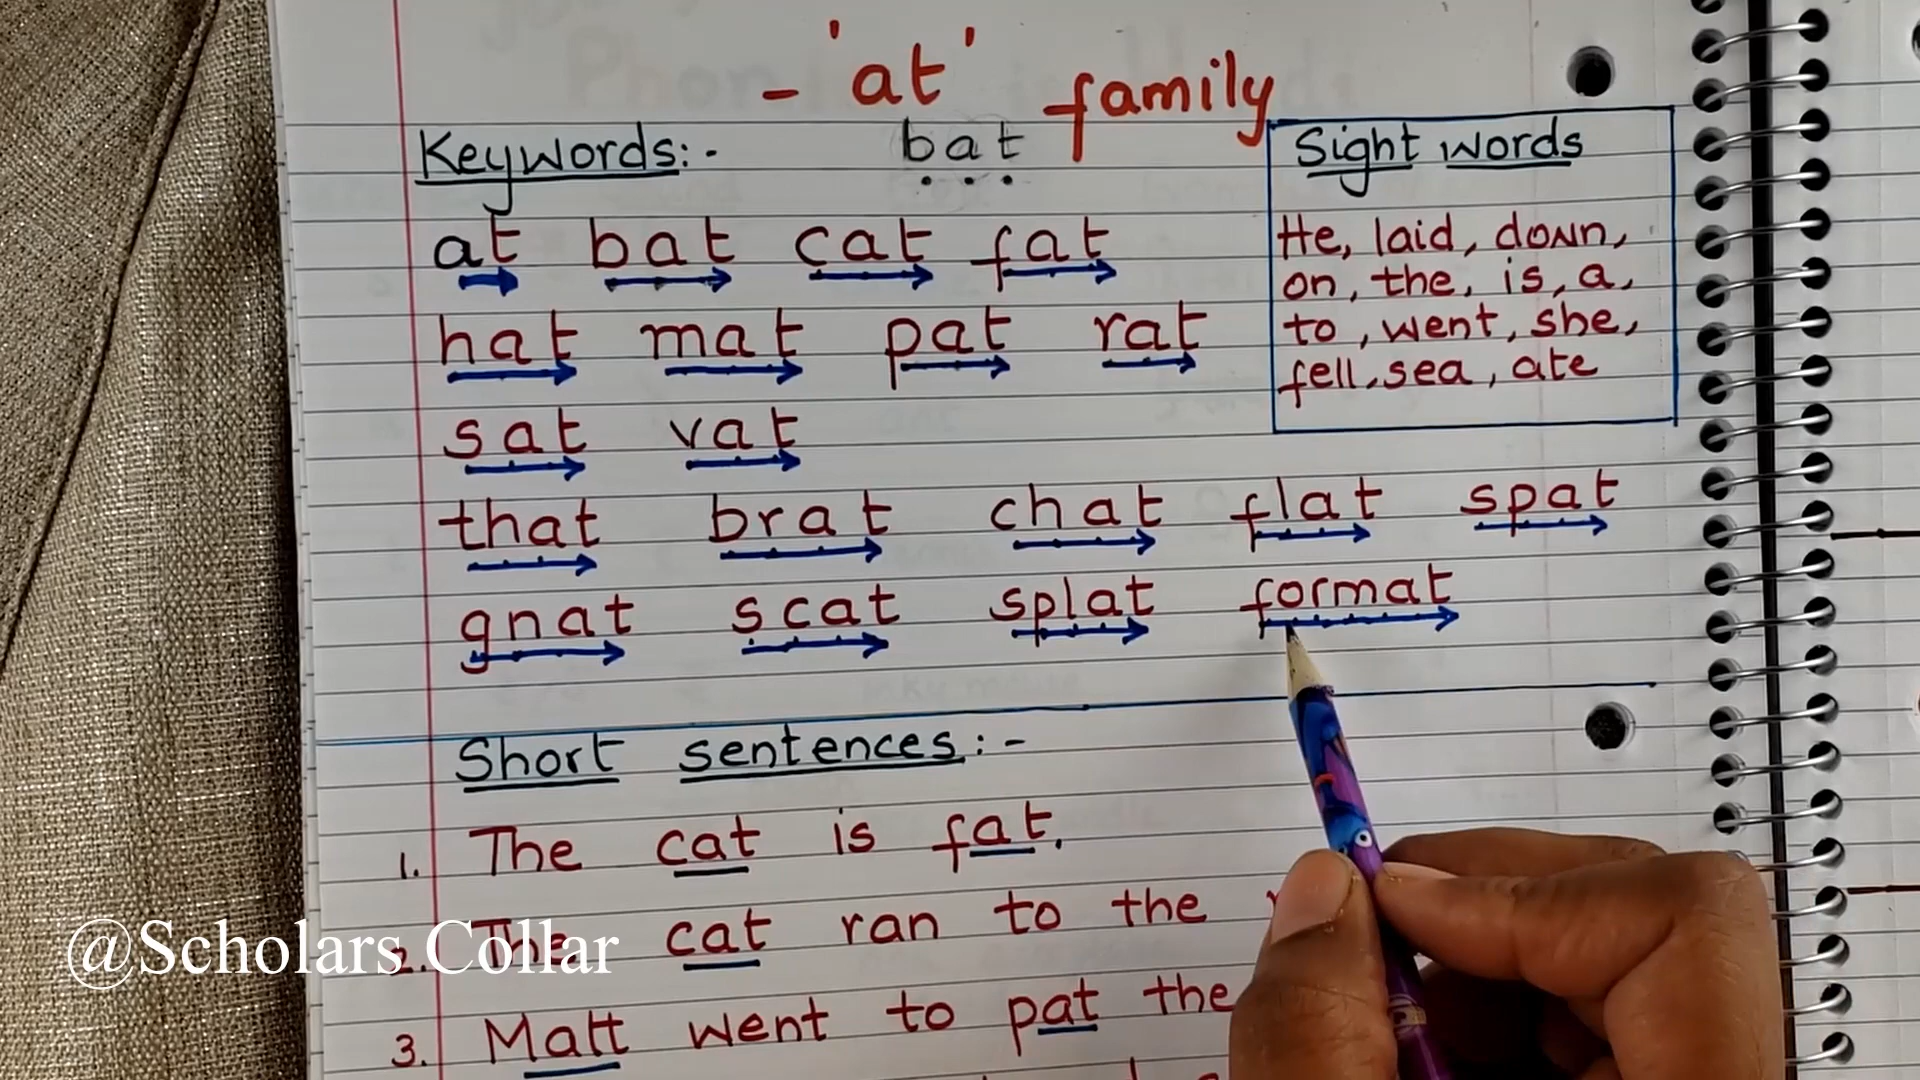 - 'at' family
Keywords:- bat
at bat cat fat
hat mat pat rat
sat vat
that brat chat flat spat
gnat scat splat format
Sight words
He, laid, down,
on, the, is, a,
to, went, she,
fell, sea, ate
Short sentences:-
1. The cat is fat.
2. The cat ran to the
3. Matt went to pat the
@Scholars Collar